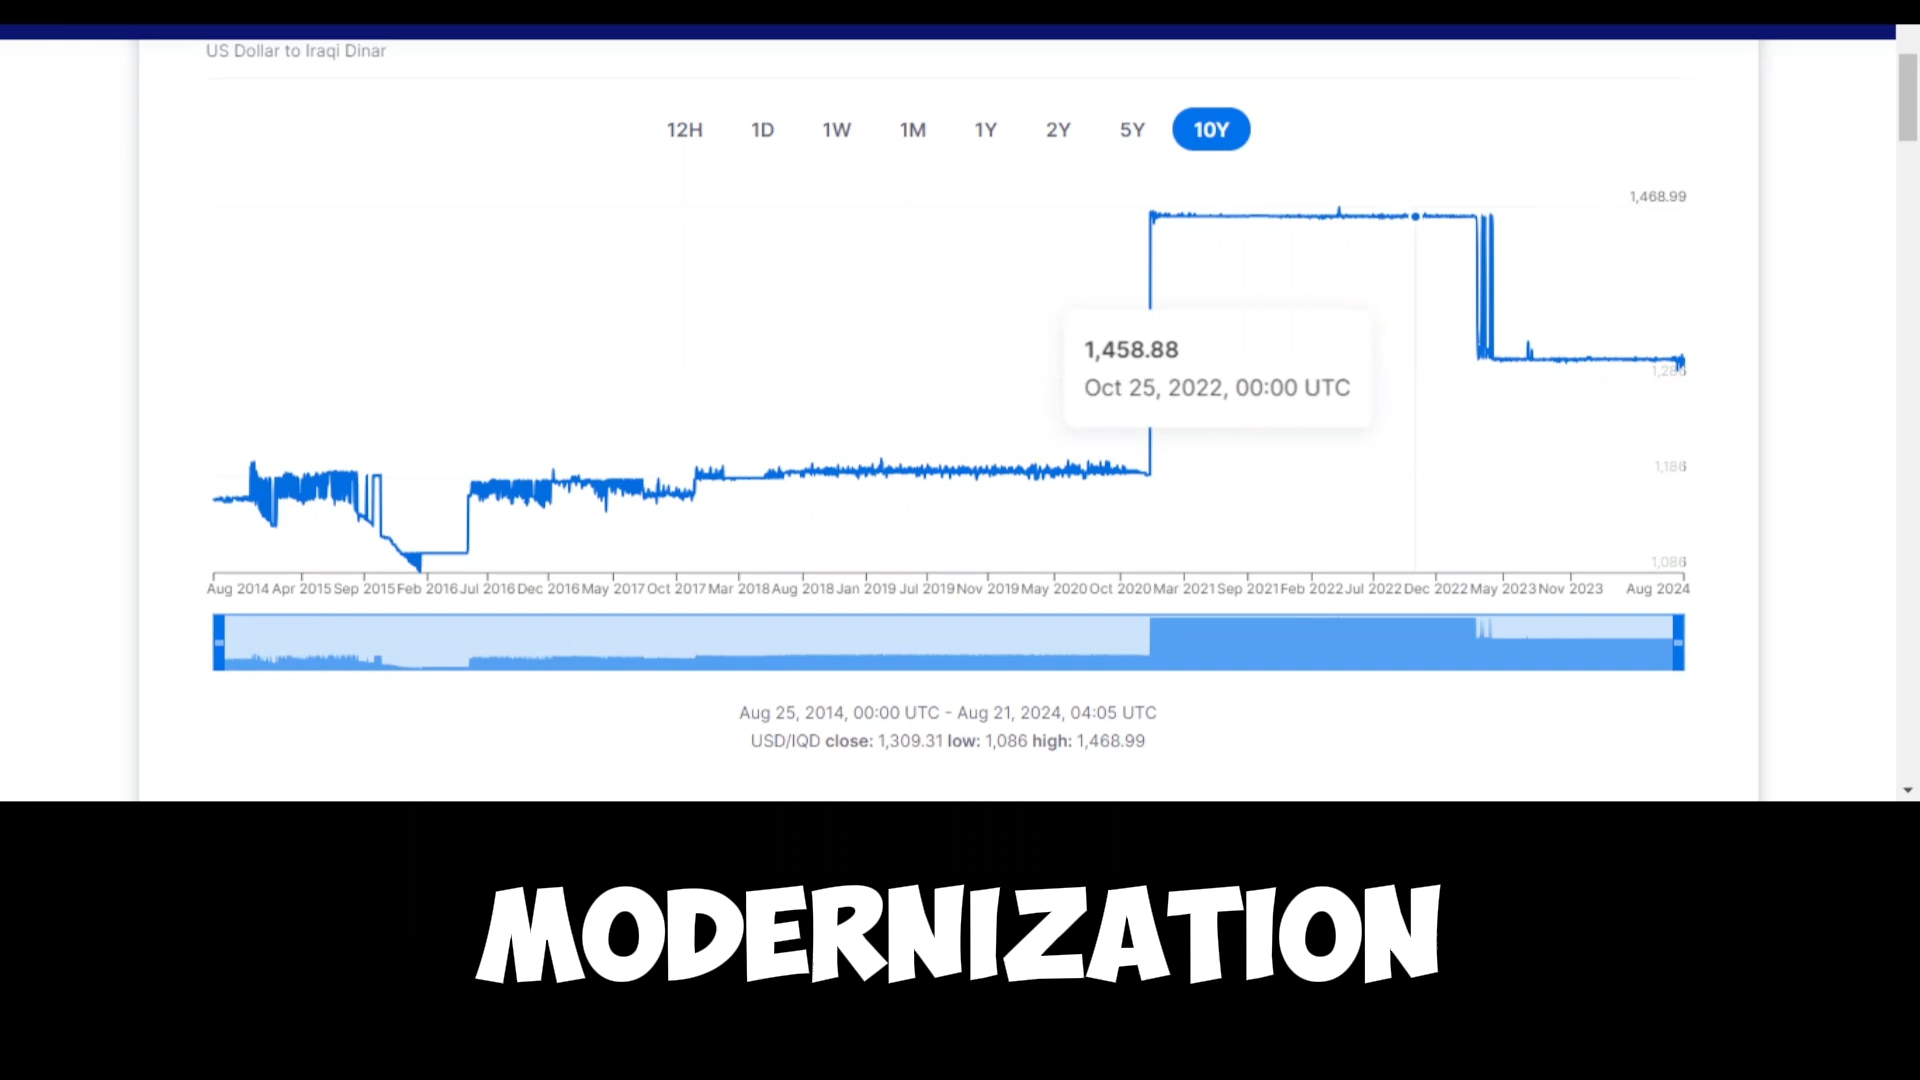 US Dollar to Iraqi Dinar
12H 1D 1W 1M 1Y 2Y 5Y 10Y
1,468.99
1,458.88
Oct 25, 2022, 00:00 UTC
1,286
1,186
1,086
Aug 2014 Apr 2015 Sep 2015 Feb 2016 Jul 2016 Dec 2016 May 2017 Oct 2017 Mar 2018 Aug 2018 Jan 2019 Jul 2019 Nov 2019 May 2020 Oct 2020 Mar 2021 Sep 2021 Feb 2022 Jul 2022 Dec 2022 May 2023 Nov 2023 Aug 2024
Aug 25, 2014, 00:00 UTC - Aug 21, 2024, 04:05 UTC
USD/IQD close: 1,309.31 low: 1,086 high: 1,468.99
MODERNIZATION